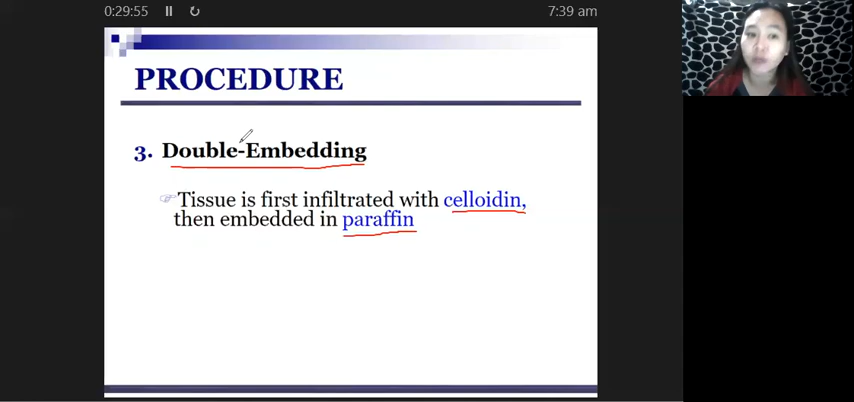 0:29:55
7:39 am
PROCEDURE
3. Double-Embedding
Tissue is first infiltrated with celloidin,
then embedded in paraffin